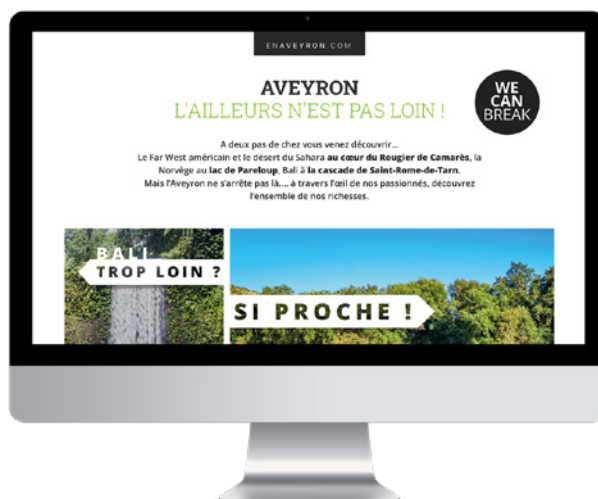 ENAVEYRON.COM
AVEYRON
L'AILLEURS N'EST PAS LOIN !
WE
CAN
BREAK
A deux pas de chez vous venez découvrir...
Le Far West américain et le désert du Sahara au cœur du Rougier de Camarès, la
Norvège au lac de Pareloup, Bali à la cascade de Saint-Rome-de-Tarn.
Mais l'Aveyron ne s'arrête pas là.... à travers l'œil de nos passionnés, découvrez
l'ensemble de nos richesses.
BALI
TROP LOIN ?
SI PROCHE !